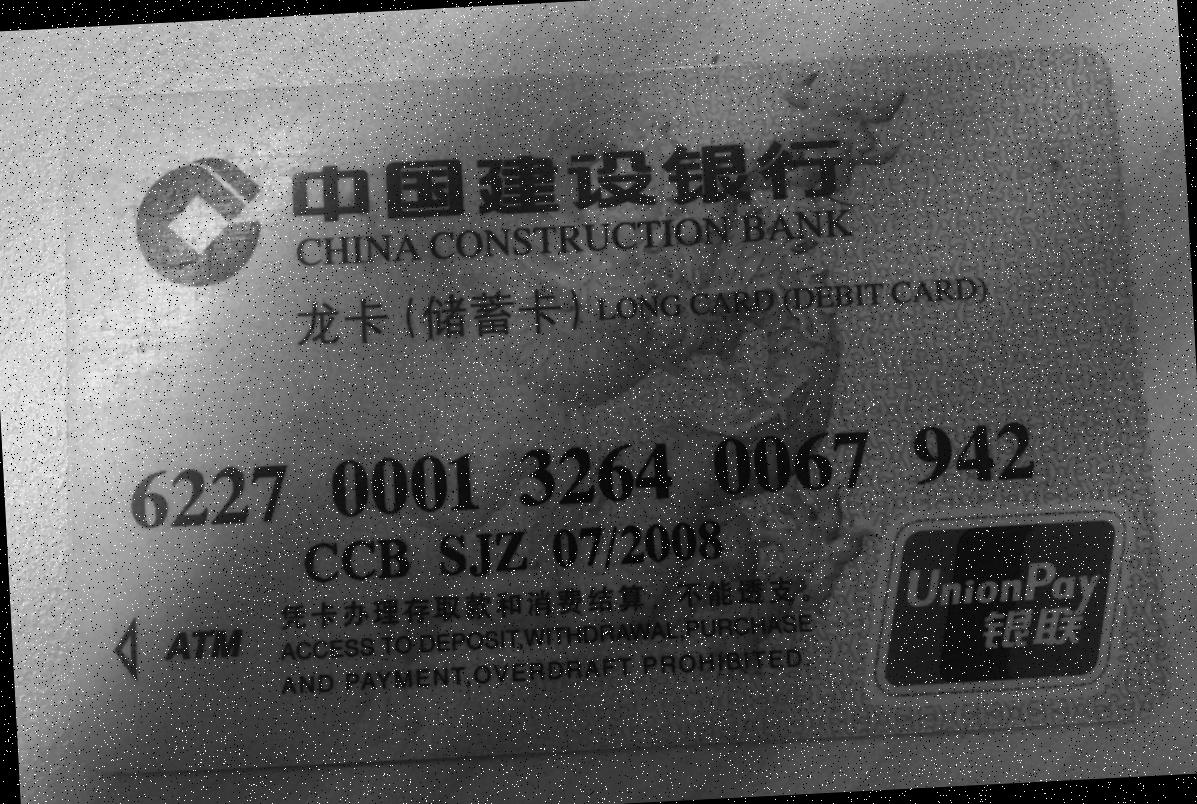 中国建设银行
CHINA CONSTRUCTION BANK
龙卡(储蓄卡) LONG CARD (DEBIT CARD)
6227 0001 3264 0067 942
CCB SJZ 07/2008
凭卡办理存取款和消费结算，不能透支。
ATM
ACCESS TO DEPOSIT,WITHDRAWAL,PURCHASE
AND PAYMENT,OVERDRAFT PROHIBITED.
UnionPay
银联